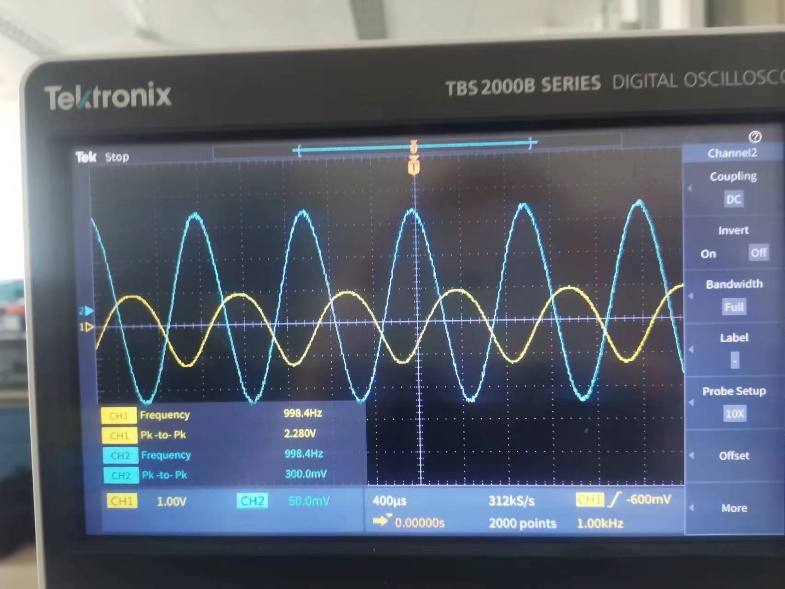 Tektronix
TBS 2000B SERIES DIGITAL OSCILLOSCO
Tek Stop
T
Channel2
Coupling
DC
Invert
On Off
Bandwidth
Full
Label
-
Probe Setup
10X
Offset
More
2
1
CH1 Frequency 998.4Hz
CH1 Pk-to-Pk 2.280V
CH2 Frequency 998.4Hz
CH2 Pk-to-Pk 300.0mV
CH1 1.00V CH2 50.0mV 400µs 312kS/s CH1 -600mV
0.00000s 2000 points 1.00kHz